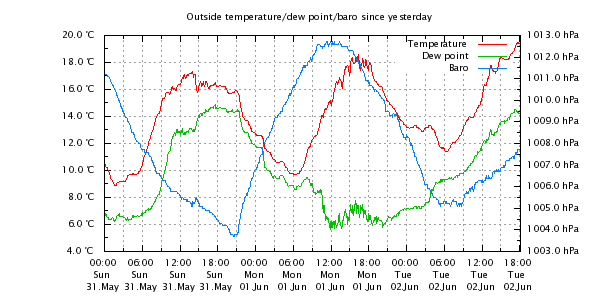 Outside temperature/dew point/baro since yesterday
20.0 °C
18.0 °C
16.0 °C
14.0 °C
12.0 °C
10.0 °C
8.0 °C
6.0 °C
4.0 °C
1013.0 hPa
1012.0 hPa
1011.0 hPa
1010.0 hPa
1009.0 hPa
1008.0 hPa
1007.0 hPa
1006.0 hPa
1005.0 hPa
1004.0 hPa
1003.0 hPa
Temperature
Dew point
Baro
00:00 06:00 12:00 18:00 00:00 06:00 12:00 18:00 00:00 06:00 12:00 18:00
Sun Sun Sun Sun Mon Mon Mon Mon Tue Tue Tue Tue
31.May 31.May 31.May 31.May 01.Jun 01.Jun 01.Jun 01.Jun 02.Jun 02.Jun 02.Jun 02.Jun